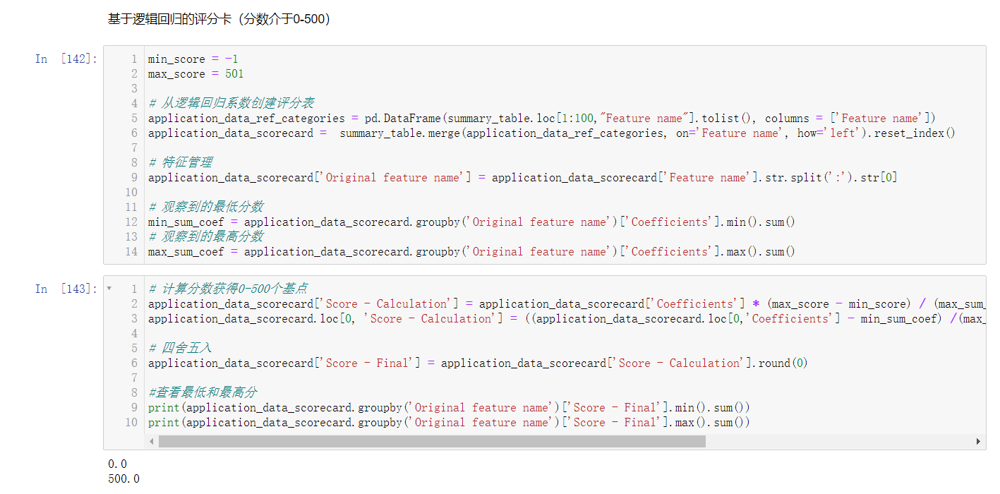 基于逻辑回归的评分卡（分数介于0-500）
In [142]:
1 min_score = -1
2 max_score = 501
3
4 # 从逻辑回归系数创建评分表
5 application_data_ref_categories = pd.DataFrame(summary_table.loc[1:100,"Feature name"].tolist(), columns = ['Feature name'])
6 application_data_scorecard =  summary_table.merge(application_data_ref_categories, on='Feature name', how='left').reset_index()
7
8 # 特征管理
9 application_data_scorecard['Original feature name'] = application_data_scorecard['Feature name'].str.split(':').str[0]
10
11 # 观察到的最低分数
12 min_sum_coef = application_data_scorecard.groupby('Original feature name')['Coefficients'].min().sum()
13 # 观察到的最高分数
14 max_sum_coef = application_data_scorecard.groupby('Original feature name')['Coefficients'].max().sum()
In [143]:
1 # 计算分数获得0-500个基点
2 application_data_scorecard['Score - Calculation'] = application_data_scorecard['Coefficients'] * (max_score - min_score) / (max_sum_
3 application_data_scorecard.loc[0, 'Score - Calculation'] = ((application_data_scorecard.loc[0,'Coefficients'] - min_sum_coef) /(max_
4
5 # 四舍五入
6 application_data_scorecard['Score - Final'] = application_data_scorecard['Score - Calculation'].round(0)
7
8 #查看最低和最高分
9 print(application_data_scorecard.groupby('Original feature name')['Score - Final'].min().sum())
10 print(application_data_scorecard.groupby('Original feature name')['Score - Final'].max().sum())
0.0
500.0